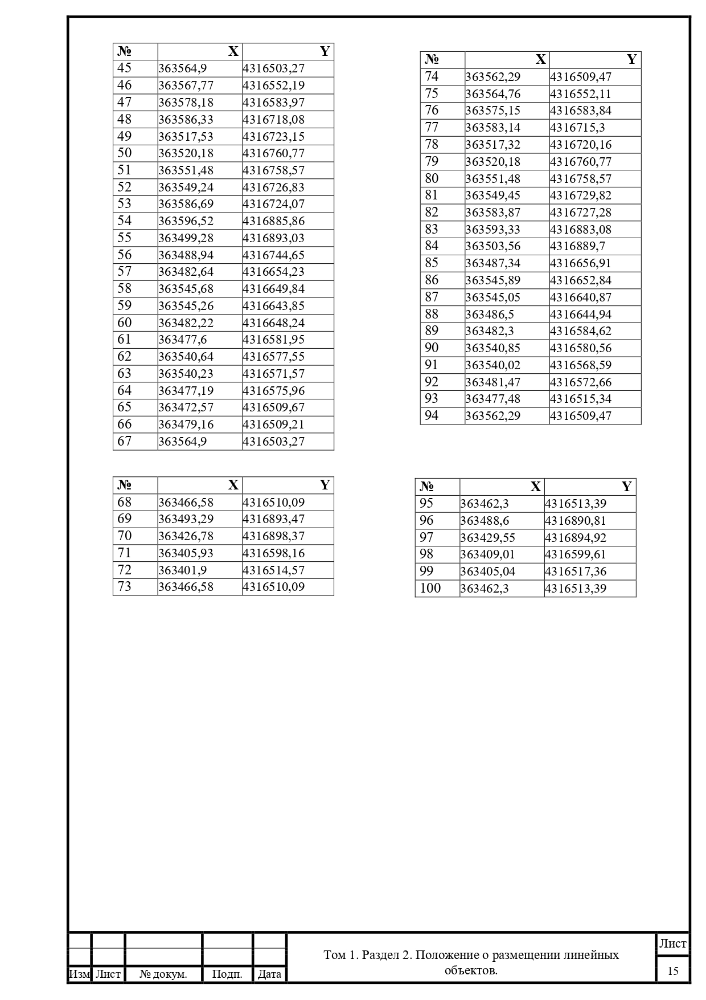 № X Y
45 363564,9 4316503,27
46 363567,77 4316552,19
47 363578,18 4316583,97
48 363586,33 4316718,08
49 363517,53 4316723,15
50 363520,18 4316760,77
51 363551,48 4316758,57
52 363549,24 4316726,83
53 363586,69 4316724,07
54 363596,52 4316885,86
55 363499,28 4316893,03
56 363488,94 4316744,65
57 363482,64 4316654,23
58 363545,68 4316649,84
59 363545,26 4316643,85
60 363482,22 4316648,24
61 363477,6 4316581,95
62 363540,64 4316577,55
63 363540,23 4316571,57
64 363477,19 4316575,96
65 363472,57 4316509,67
66 363479,16 4316509,21
67 363564,9 4316503,27
№ X Y
74 363562,29 4316509,47
75 363564,76 4316552,11
76 363575,15 4316583,84
77 363583,14 4316715,3
78 363517,32 4316720,16
79 363520,18 4316760,77
80 363551,48 4316758,57
81 363549,45 4316729,82
82 363583,87 4316727,28
83 363593,33 4316883,08
84 363503,56 4316889,7
85 363487,34 4316656,91
86 363545,89 4316652,84
87 363545,05 4316640,87
88 363486,5 4316644,94
89 363482,3 4316584,62
90 363540,85 4316580,56
91 363540,02 4316568,59
92 363481,47 4316572,66
93 363477,48 4316515,34
94 363562,29 4316509,47
№ X Y
68 363466,58 4316510,09
69 363493,29 4316893,47
70 363426,78 4316898,37
71 363405,93 4316598,16
72 363401,9 4316514,57
73 363466,58 4316510,09
№ X Y
95 363462,3 4316513,39
96 363488,6 4316890,81
97 363429,55 4316894,92
98 363409,01 4316599,61
99 363405,04 4316517,36
100 363462,3 4316513,39
Изм Лист № докум. Подп. Дата
Том 1. Раздел 2. Положение о размещении линейных
объектов.
Лист
15